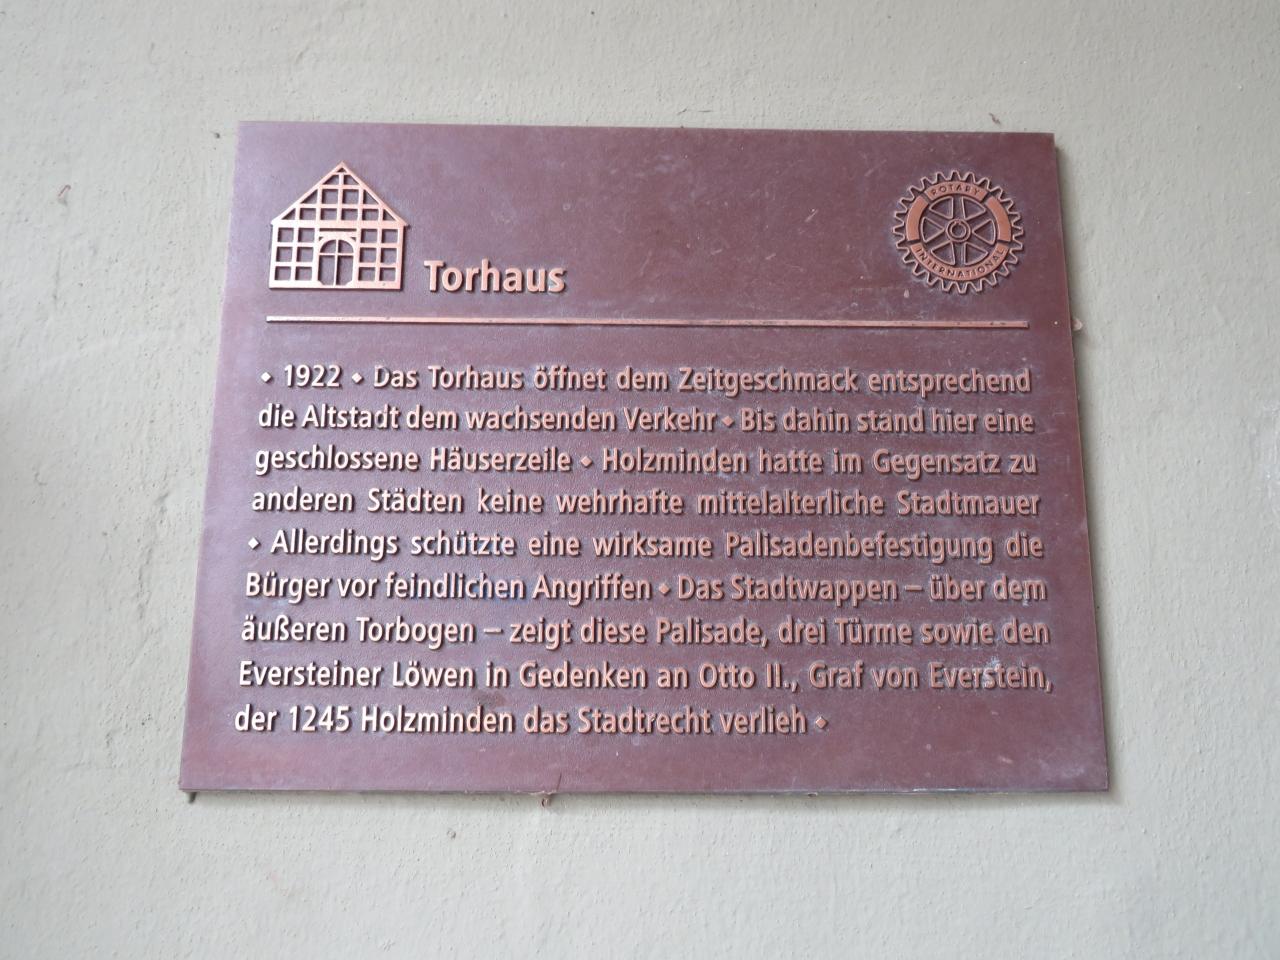 Torhaus
ROTARY
INTERNATIONAL
⬥ 1922 ⬥ Das Torhaus öffnet dem Zeitgeschmack entsprechend
die Altstadt dem wachsenden Verkehr ⬥ Bis dahin stand hier eine
geschlossene Häuserzeile ⬥ Holzminden hatte im Gegensatz zu
anderen Städten keine wehrhafte mittelalterliche Stadtmauer
⬥ Allerdings schützte eine wirksame Palisadenbefestigung die
Bürger vor feindlichen Angriffen ⬥ Das Stadtwappen – über dem
äußeren Torbogen – zeigt diese Palisade, drei Türme sowie den
Eversteiner Löwen in Gedenken an Otto II., Graf von Everstein,
der 1245 Holzminden das Stadtrecht verlieh ⬥